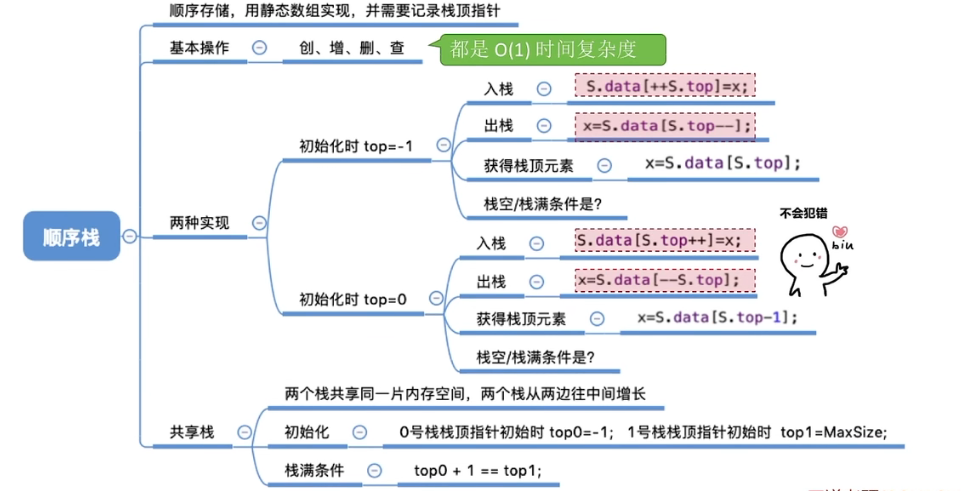 顺序存储，用静态数组实现，并需要记录栈顶指针
基本操作
创、增、删、查
都是 O(1) 时间复杂度
顺序栈
两种实现
初始化时 top=-1
入栈
S.data[++S.top]=x;
出栈
x=S.data[S.top--];
获得栈顶元素
x=S.data[S.top];
栈空/栈满条件是?
初始化时 top=0
入栈
S.data[S.top++]=x;
出栈
x=S.data[--S.top];
获得栈顶元素
x=S.data[S.top-1];
栈空/栈满条件是?
不会犯错
biu
共享栈
两个栈共享同一片内存空间，两个栈从两边往中间增长
初始化
0号栈栈顶指针初始时 top0=-1； 1号栈栈顶指针初始时 top1=MaxSize;
栈满条件
top0 + 1 == top1;